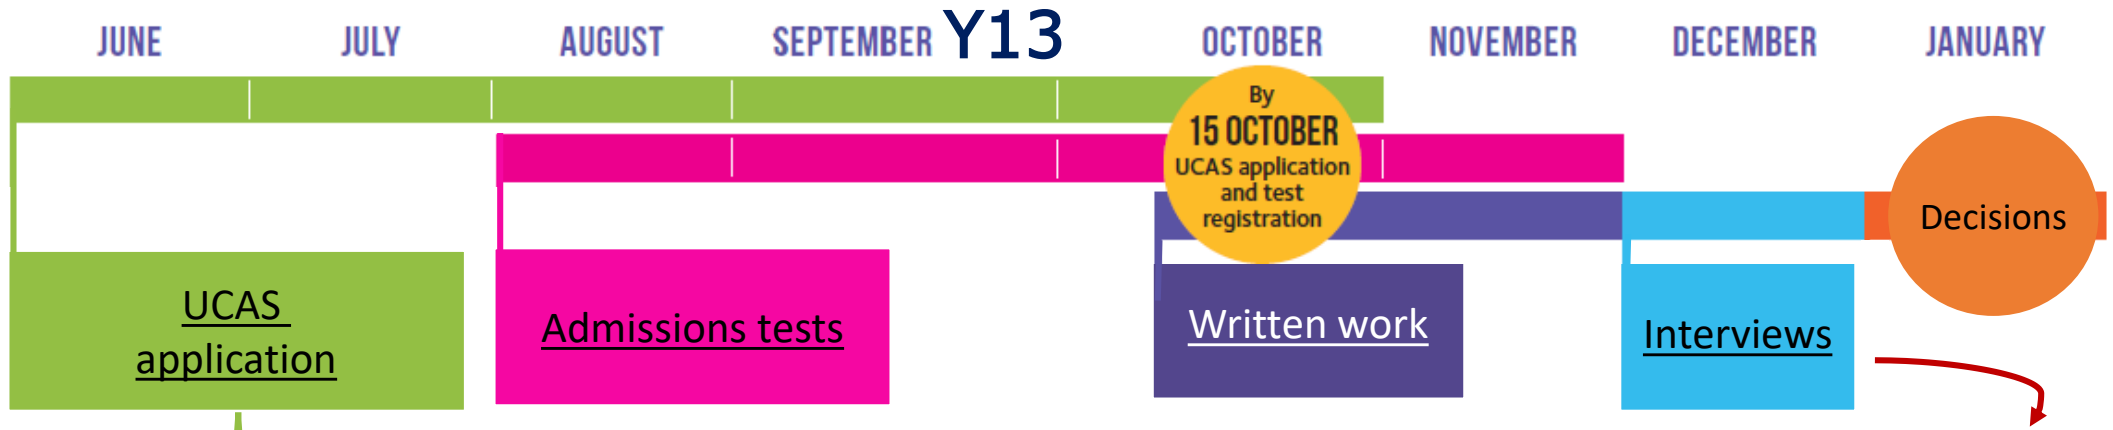 JUNE JULY AUGUST SEPTEMBER Y13 OCTOBER NOVEMBER DECEMBER JANUARY
By
15 OCTOBER
UCAS application
and test
registration
Decisions
UCAS
application
Admissions tests
Written work
Interviews